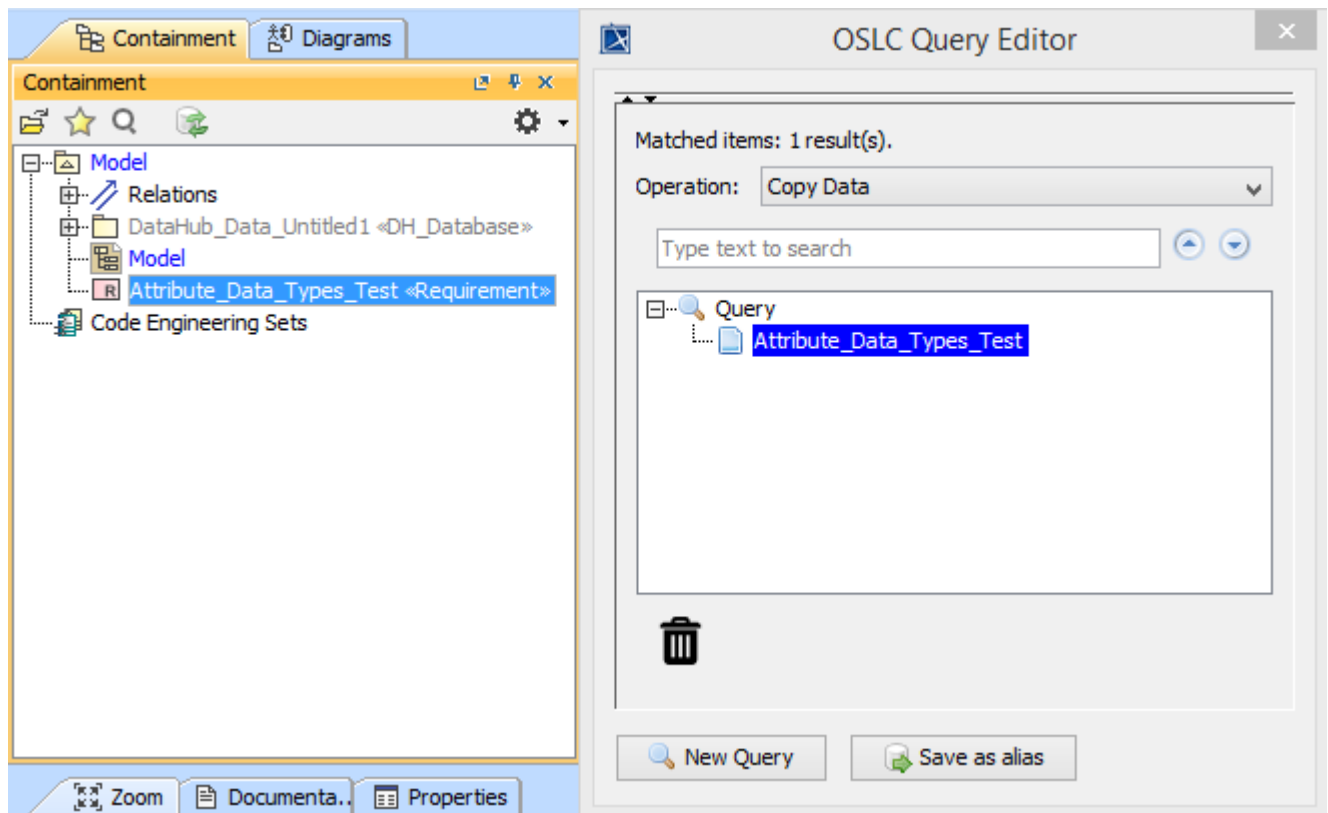 Containment
Diagrams
Containment
Model
Relations
DataHub_Data_Untitled1 «DH_Database»
Model
R Attribute_Data_Types_Test «Requirement»
Code Engineering Sets
Zoom
Documenta..
Properties
OSLC Query Editor
Matched items: 1 result(s).
Operation: Copy Data
Type text to search
Query
Attribute_Data_Types_Test
New Query
Save as alias